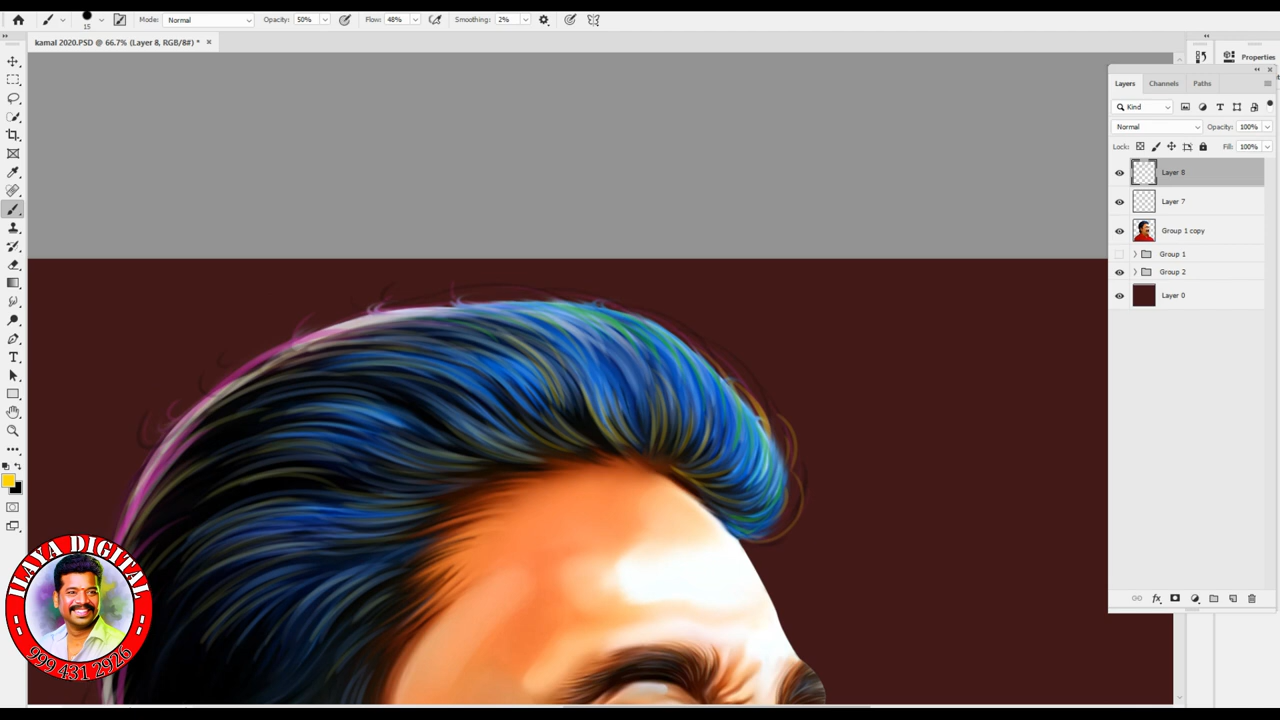 15
Mode:
Normal
Opacity:
50%
Flow:
48%
Smoothing:
2%
kamal 2020.PSD @ 66.7% (Layer 8, RGB/8#) *
Properties
Layers
Channels
Paths
Kind
Normal
Opacity:
100%
Lock:
Fill:
100%
Layer 8
Layer 7
Group 1 copy
Group 1
Group 2
Layer 0
fx
ILAYA DIGITAL
999 431 2926